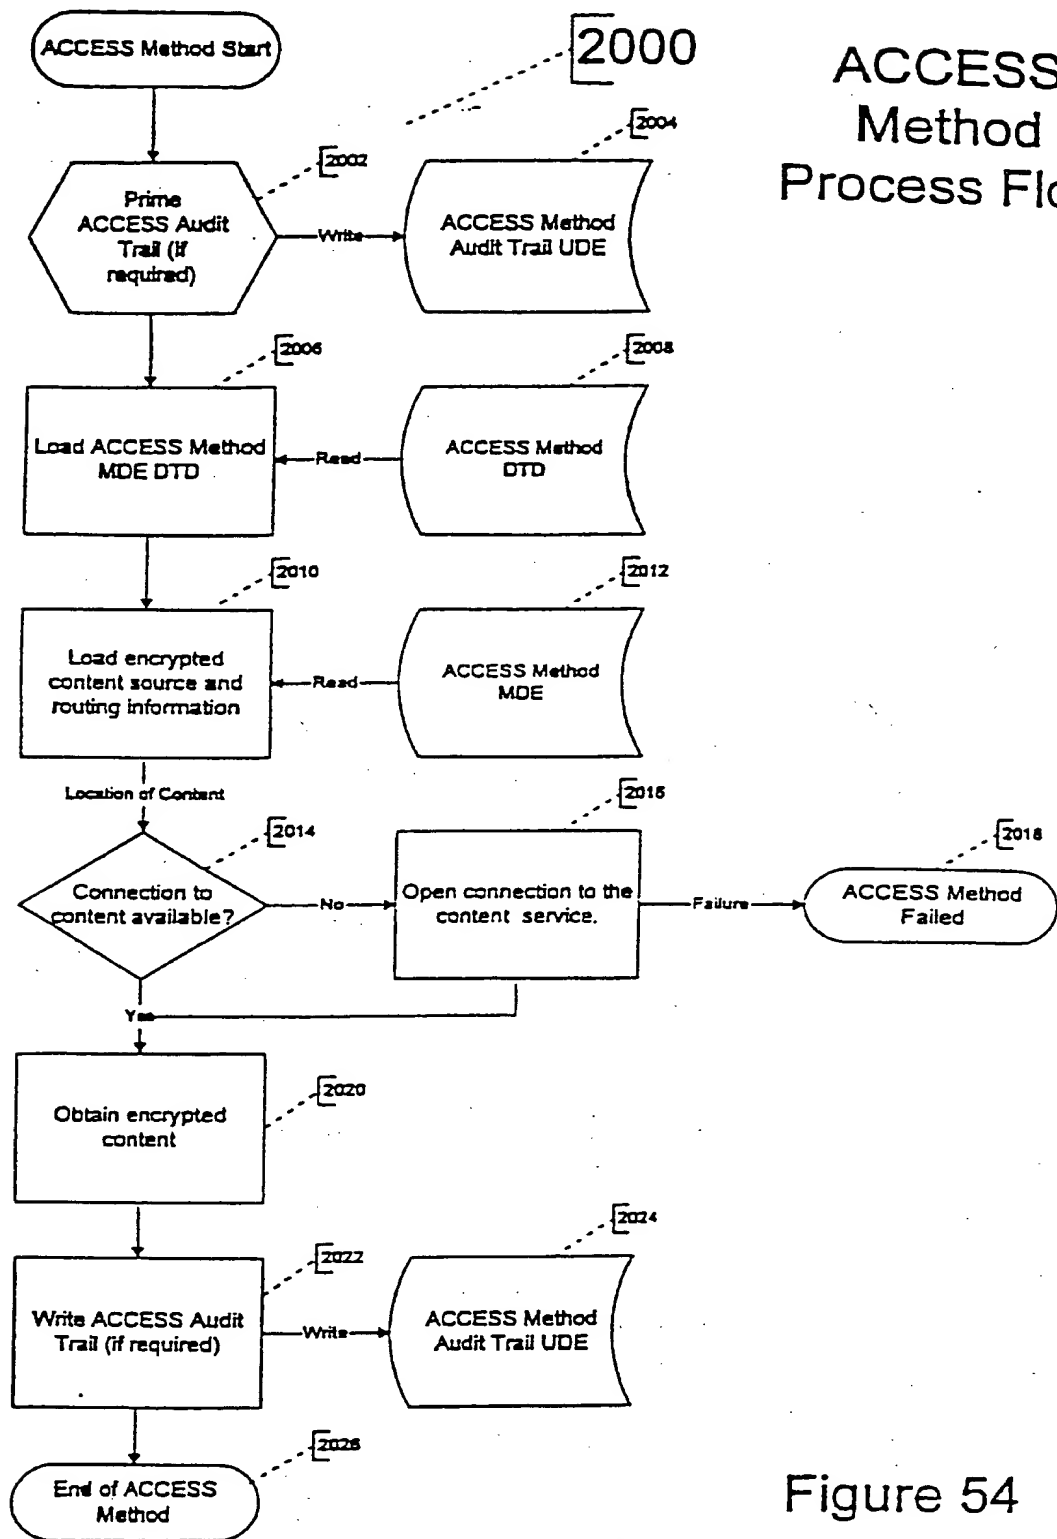 ACCESS Method Start
2000
ACCESS
Method
Process Flo
2002
2004
Prime
ACCESS Audit
Trail (if
required)
Write
ACCESS Method
Audit Trail UDE
2006
2008
Load ACCESS Method
MDE DTD
Read
ACCESS Method
DTD
2010
2012
Load encrypted
content source and
routing information
Read
ACCESS Method
MDE
Location of Content
2014
2016
2018
Connection to
content available?
No
Open connection to the
content service.
Failure
ACCESS Method
Failed
Yes
2020
Obtain encrypted
content
2022
2024
Write ACCESS Audit
Trail (if required)
Write
ACCESS Method
Audit Trail UDE
2026
End of ACCESS
Method
Figure 54